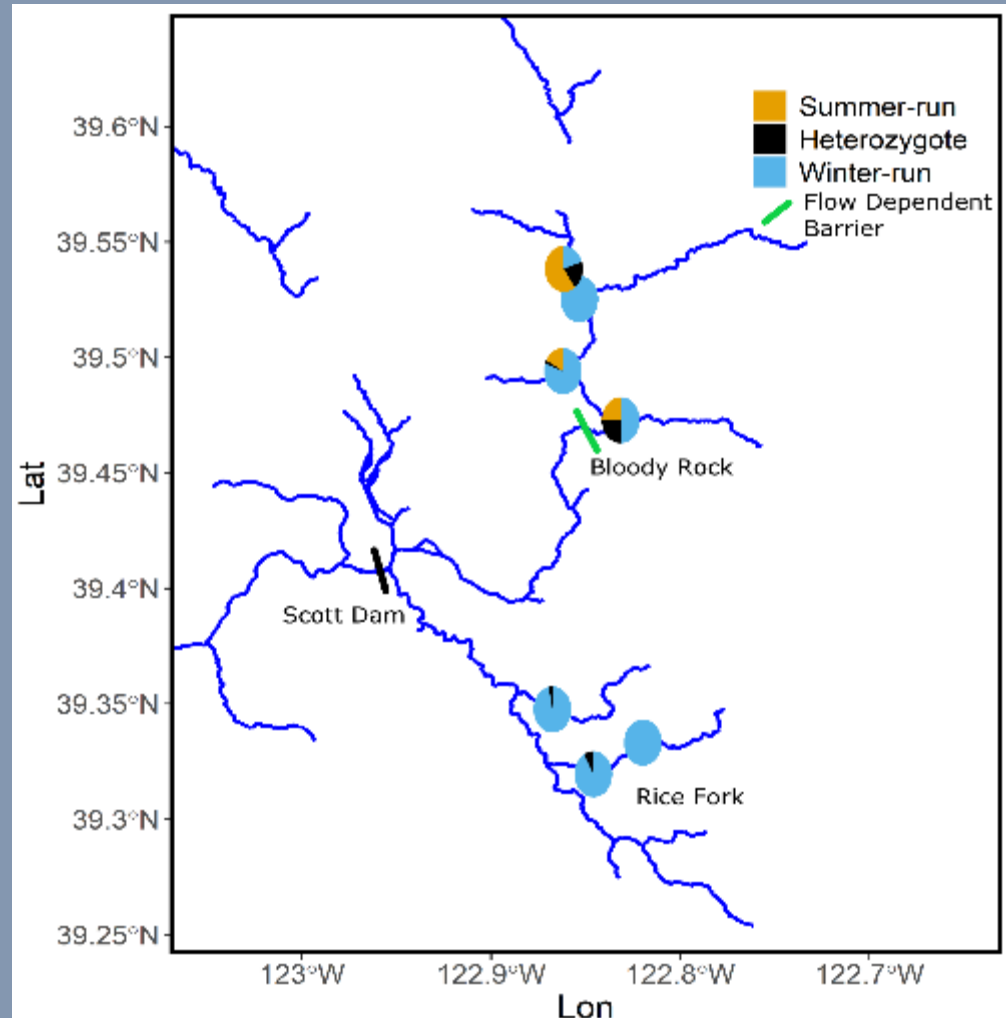 Summer-run
Heterozygote
Winter-run
Flow Dependent
Barrier
39.6°N
39.55°N
39.5°N
39.45°N
39.4°N
39.35°N
39.3°N
39.25°N
Lat
Bloody Rock
Scott Dam
Rice Fork
123°W
122.9°W
122.8°W
122.7°W
Lon